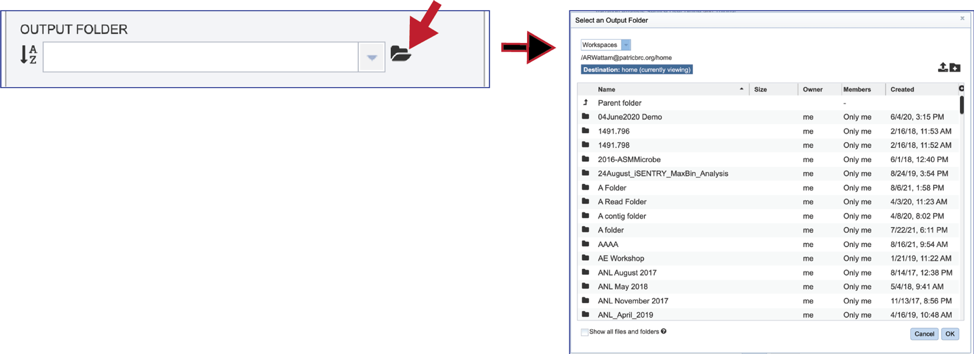 OUTPUT FOLDER
A
Z
Select an Output Folder
×
Workspaces
/ARWattam@patricbrc.org/home
Destination: home (currently viewing)
Name Size Owner Members Created
Parent folder -
04June2020 Demo me Only me 6/4/20, 3:15 PM
1491.796 me Only me 2/16/18, 11:53 AM
1491.798 me Only me 2/16/18, 11:52 AM
2016-ASMMicrobe me Only me 6/1/18, 12:40 PM
24August_iSENTRY_MaxBin_Analysis me Only me 8/24/19, 3:54 PM
A Folder me Only me 8/6/21, 1:58 PM
A Read Folder me Only me 4/3/20, 11:23 AM
A contig folder me Only me 4/8/20, 8:02 PM
A folder me Only me 7/22/21, 6:11 PM
AAAA me Only me 8/16/21, 9:54 AM
AE Workshop me Only me 1/21/19, 11:22 AM
ANL August 2017 me Only me 8/14/17, 12:38 PM
ANL May 2018 me Only me 5/4/18, 9:41 AM
ANL November 2017 me Only me 11/13/17, 8:56 PM
ANL_April_2019 me Only me 4/16/19, 10:48 AM
Show all files and folders ?
Cancel OK